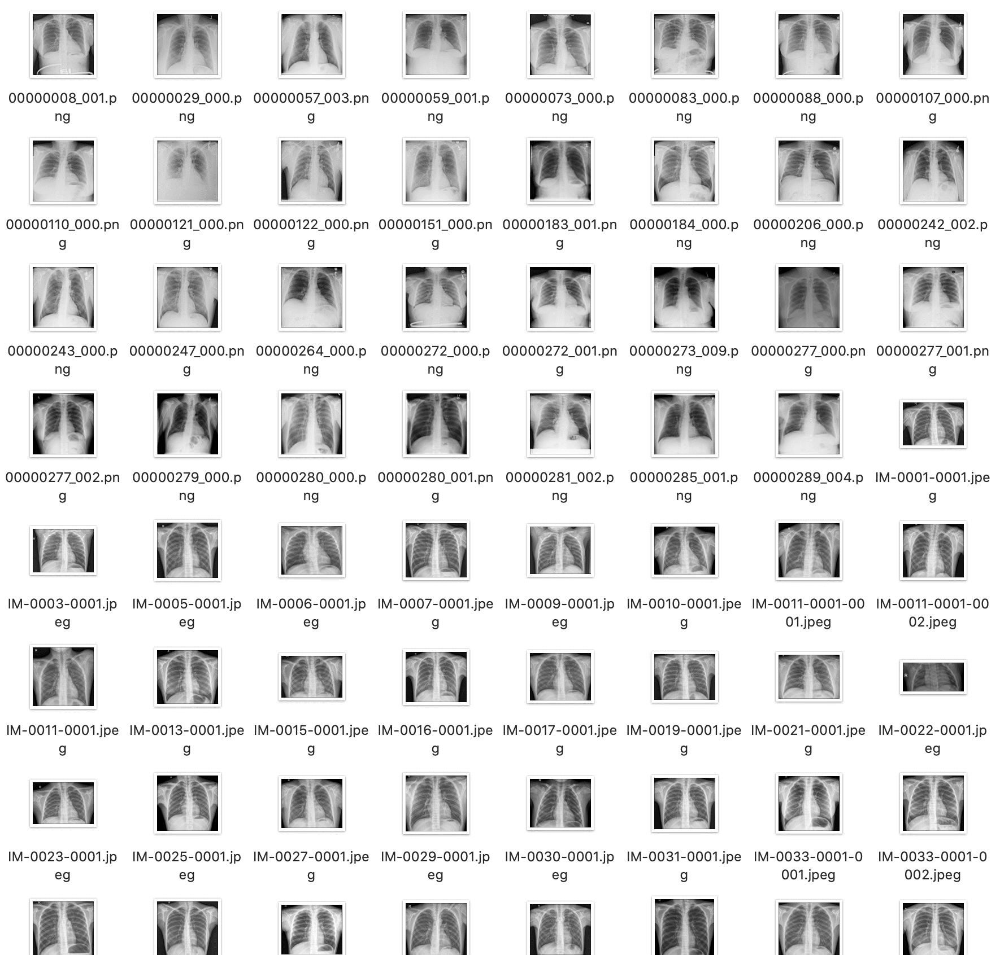 00000008_001.p 00000029_000.p 00000057_003.pn 00000059_001.p 00000073_000.p 00000083_000.p 00000088_000.p 00000107_000.pn
ng ng g ng ng ng ng g
00000110_000.pn 00000121_000.pn 00000122_000.pn 00000151_000.pn 00000183_001.pn 00000184_000.p 00000206_000.p 00000242_002.p
g g g g g ng ng ng
00000243_000.p 00000247_000.pn 00000264_000.p 00000272_000.p 00000272_001.pn 00000273_009.p 00000277_000.pn 00000277_001.pn
ng g ng ng g ng g g
00000277_002.pn 00000279_000.p 00000280_000.p 00000280_001.pn 00000281_002.p 00000285_001.p 00000289_004.p IM-0001-0001.jpe
g ng ng g ng ng ng g
IM-0003-0001.jp IM-0005-0001.jp IM-0006-0001.jp IM-0007-0001.jpe IM-0009-0001.jp IM-0010-0001.jpe IM-0011-0001-00 IM-0011-0001-00
eg eg eg g eg g 01.jpeg 02.jpeg
R
IM-0011-0001.jpe IM-0013-0001.jpe IM-0015-0001.jpe IM-0016-0001.jpe IM-0017-0001.jpe IM-0019-0001.jpe IM-0021-0001.jpe IM-0022-0001.jp
g g g g g g g eg
IM-0023-0001.jp IM-0025-0001.jp IM-0027-0001.jpe IM-0029-0001.jp IM-0030-0001.jp IM-0031-0001.jpe IM-0033-0001-0 IM-0033-0001-0
eg eg g eg eg g 001.jpeg 002.jpeg